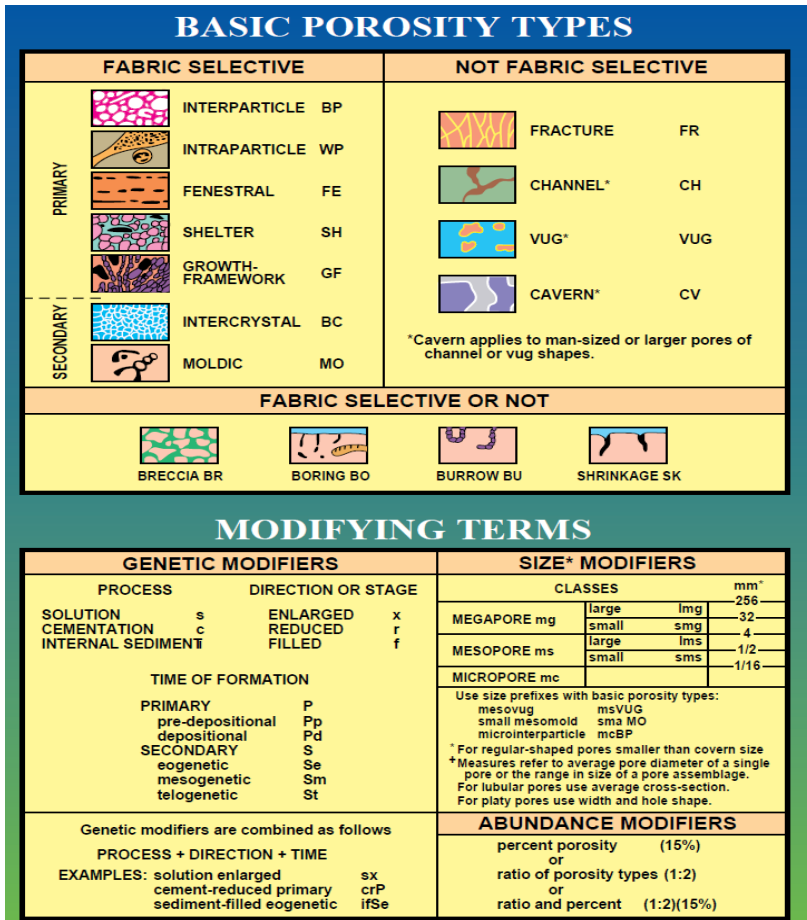 BASIC POROSITY TYPES
FABRIC SELECTIVE
PRIMARY
INTERPARTICLE BP
INTRAPARTICLE WP
FENESTRAL FE
SHELTER SH
GROWTH-
FRAMEWORK GF
SECONDARY
INTERCRYSTAL BC
MOLDIC MO
NOT FABRIC SELECTIVE
FRACTURE FR
CHANNEL* CH
VUG* VUG
CAVERN* CV
*Cavern applies to man-sized or larger pores of
channel or vug shapes.
FABRIC SELECTIVE OR NOT
BRECCIA BR BORING BO BURROW BU SHRINKAGE SK
MODIFYING TERMS
GENETIC MODIFIERS
PROCESS DIRECTION OR STAGE
SOLUTION s ENLARGED x
CEMENTATION c REDUCED r
INTERNAL SEDIMENT i FILLED f
TIME OF FORMATION
PRIMARY P
pre-depositional Pp
depositional Pd
SECONDARY S
eogenetic Se
mesogenetic Sm
telogenetic St
Genetic modifiers are combined as follows
PROCESS + DIRECTION + TIME
EXAMPLES: solution enlarged sx
cement-reduced primary crP
sediment-filled eogenetic ifSe
SIZE* MODIFIERS
CLASSES mm*
256
MEGAPORE mg large lmg
32
small smg
4
MESOPORE ms large lms
1/2
small sms
1/16
MICROPORE mc
Use size prefixes with basic porosity types:
mesovug msVUG
small mesomold sma MO
microinterparticle mcBP
*For regular-shaped pores smaller than covern size
+Measures refer to average pore diameter of a single
pore or the range in size of a pore assemblage.
For lubular pores use average cross-section.
For platy pores use width and hole shape.
ABUNDANCE MODIFIERS
percent porosity (15%)
or
ratio of porosity types (1:2)
or
ratio and percent (1:2)(15%)